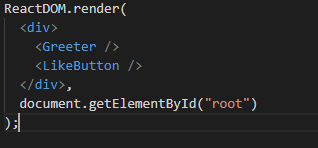 ReactDOM.render(
  <div>
    <Greeter />
    <LikeButton />
  </div>,
  document.getElementById("root")
);